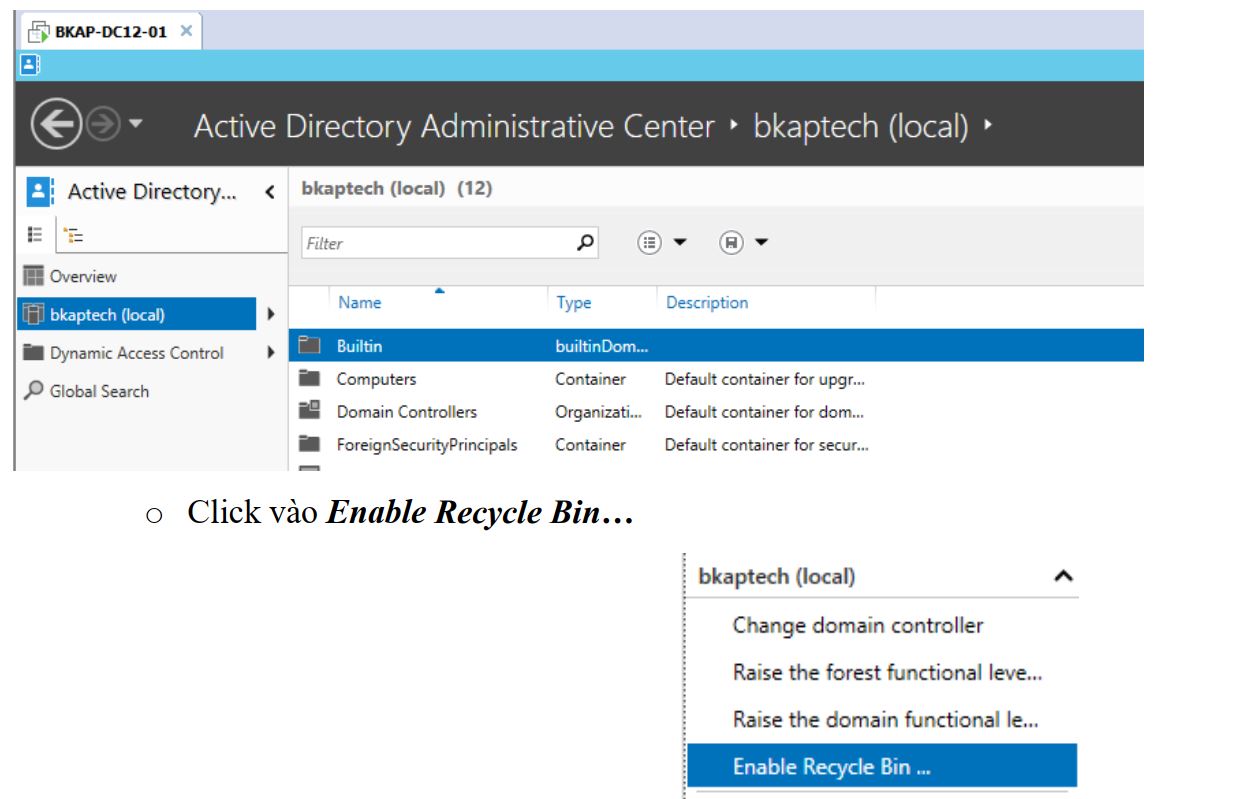 BKAP-DC12-01
Active Directory Administrative Center bkaptech (local)
Active Directory...
bkaptech (local) (12)
Filter
Overview
bkaptech (local)
Dynamic Access Control
Global Search
Name Type Description
Builtin builtinDom...
Computers Container Default container for upgr...
Domain Controllers Organizati... Default container for dom...
ForeignSecurityPrincipals Container Default container for secur...
o Click vào Enable Recycle Bin…
bkaptech (local)
Change domain controller
Raise the forest functional leve...
Raise the domain functional le...
Enable Recycle Bin ...